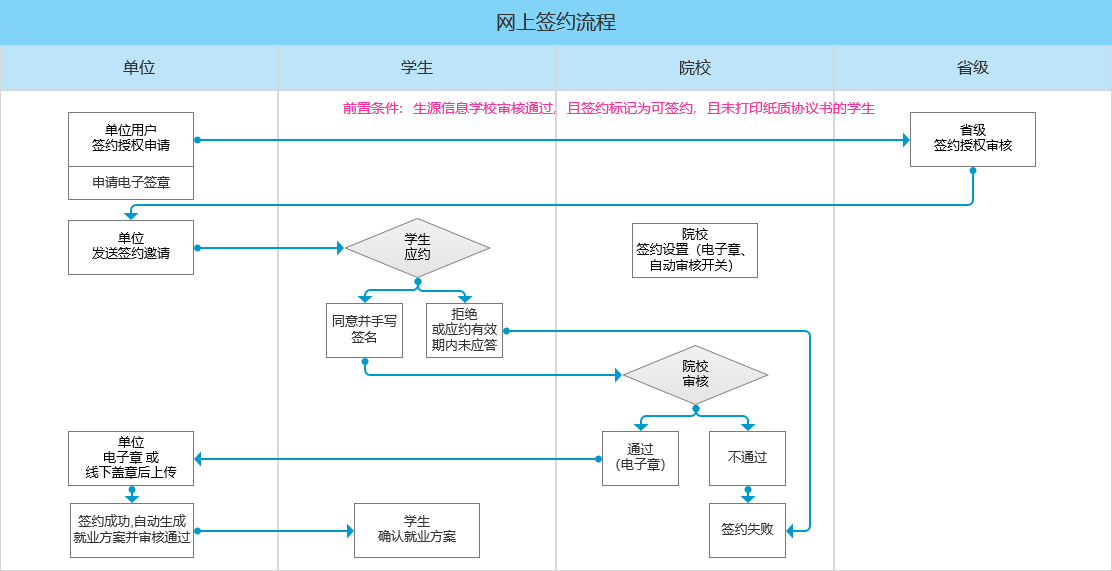 网上签约流程
单位
学生
院校
省级
前置条件：生源信息学校审核通过，且签约标记为可签约，且未打印纸质协议书的学生
单位用户
签约授权申请
申请电子签章
省级
签约授权审核
单位
发送签约邀请
学生
应约
院校
签约设置（电子章、
自动审核开关）
同意并手写
签名
拒绝
或应约有效
期内未应答
院校
审核
单位
电子章 或
线下盖章后上传
通过
（电子章）
不通过
签约成功,自动生成
就业方案并审核通过
学生
确认就业方案
签约失败